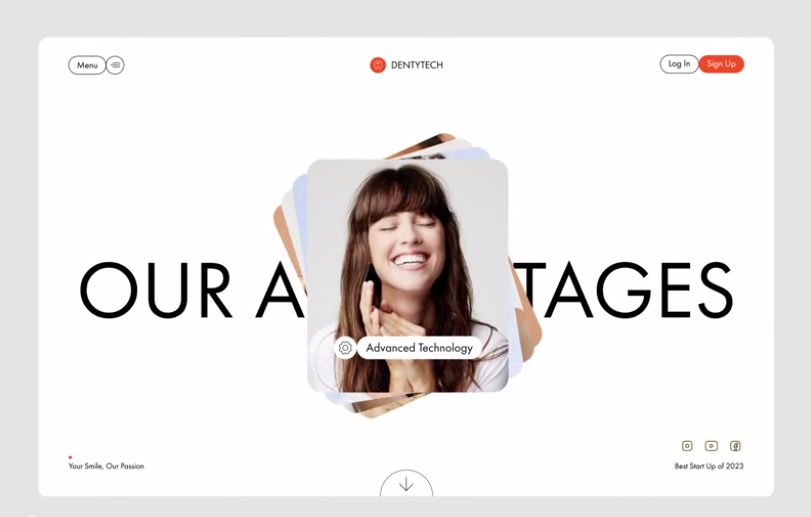 Menu
DENTYTECH
Log In
Sign Up
OUR A TAGES
Advanced Technology
Your Smile, Our Passion
Best Start Up of 2023